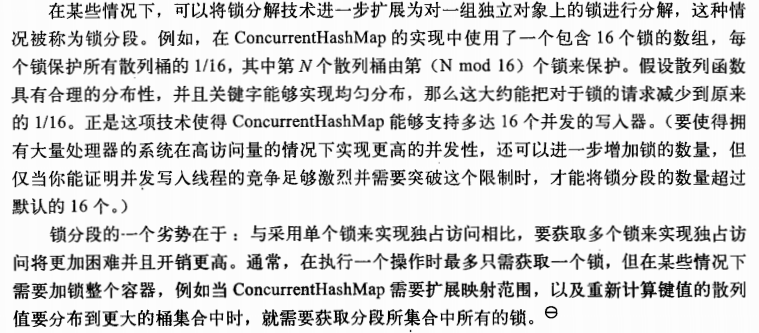 在某些情况下，可以将锁分解技术进一步扩展为对一组独立对象上的锁进行分解，这种情
况被称为锁分段。例如，在 ConcurrentHashMap 的实现中使用了一个包含 16 个锁的数组，每
个锁保护所有散列桶的 1/16，其中第 N 个散列桶由第（N mod 16）个锁来保护。假设散列函数
具有合理的分布性，并且关键字能够实现均匀分布，那么这大约能把对于锁的请求减少到原来
的 1/16。正是这项技术使得 ConcurrentHashMap 能够支持多达 16 个并发的写入器。（要使得拥
有大量处理器的系统在高访问量的情况下实现更高的并发性，还可以进一步增加锁的数量，但
仅当你能证明并发写入线程的竞争足够激烈并需要突破这个限制时，才能将锁分段的数量超过
默认的 16 个。）
锁分段的一个劣势在于：与采用单个锁来实现独占访问相比，要获取多个锁来实现独占访
问将更加困难并且开销更高。通常，在执行一个操作时最多只需获取一个锁，但在某些情况下
需要加锁整个容器，例如当 ConcurrentHashMap 需要扩展映射范围，以及重新计算键值的散列
值要分布到更大的桶集合中时，就需要获取分段所集合中所有的锁。㊀